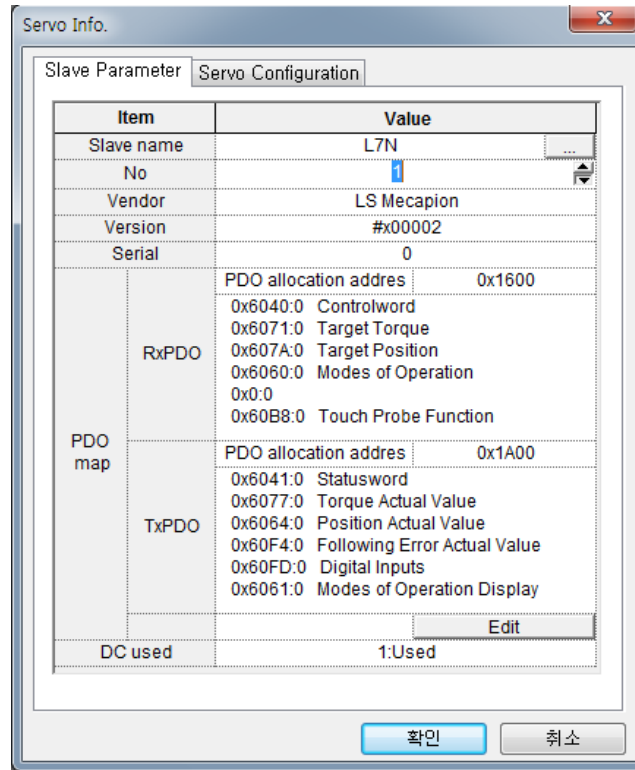 Servo Info.
Slave Parameter Servo Configuration
Item Value
Slave name L7N ...
No 1
Vendor LS Mecapion
Version #x00002
Serial 0
PDO map
RxPDO
PDO allocation addres 0x1600
0x6040:0 Controlword
0x6071:0 Target Torque
0x607A:0 Target Position
0x6060:0 Modes of Operation
0x0:0
0x60B8:0 Touch Probe Function
TxPDO
PDO allocation addres 0x1A00
0x6041:0 Statusword
0x6077:0 Torque Actual Value
0x6064:0 Position Actual Value
0x60F4:0 Following Error Actual Value
0x60FD:0 Digital Inputs
0x6061:0 Modes of Operation Display
Edit
DC used 1:Used
확인 취소